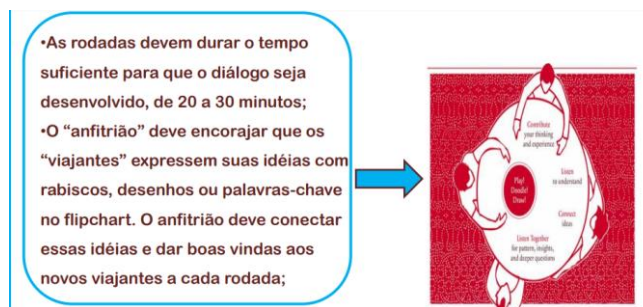 •As rodadas devem durar o tempo
suficiente para que o diálogo seja
desenvolvido, de 20 a 30 minutos;
•O “anfitrião” deve encorajar que os
“viajantes” expressem suas idéias com
rabiscos, desenhos ou palavras-chave
no flipchart. O anfitrião deve conectar
essas idéias e dar boas vindas aos
novos viajantes a cada rodada;
Contribute
your thinking
and experience
Play!
Doodle!
Draw!
Listen
to understand
Connect
ideas
Listen Together
for pattern, insights,
and deeper questions